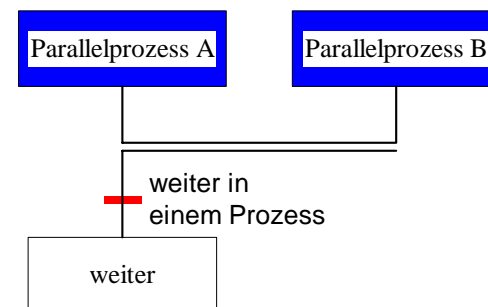 Parallelprozess A
Parallelprozess B
weiter in
einem Prozess
weiter